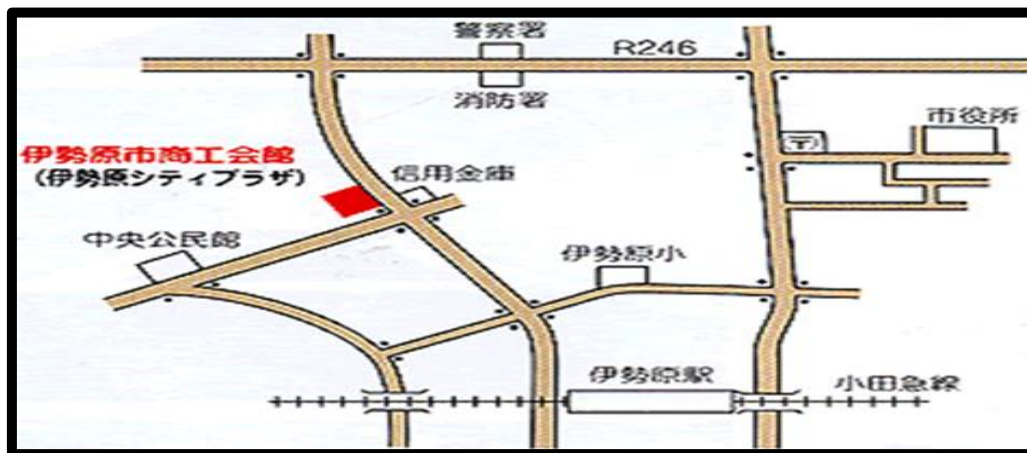 警察署
R246
消防署
市役所
〒
伊勢原市商工会館
(伊勢原シティプラザ)
信用金庫
中央公民館
伊勢原小
伊勢原駅
小田急線